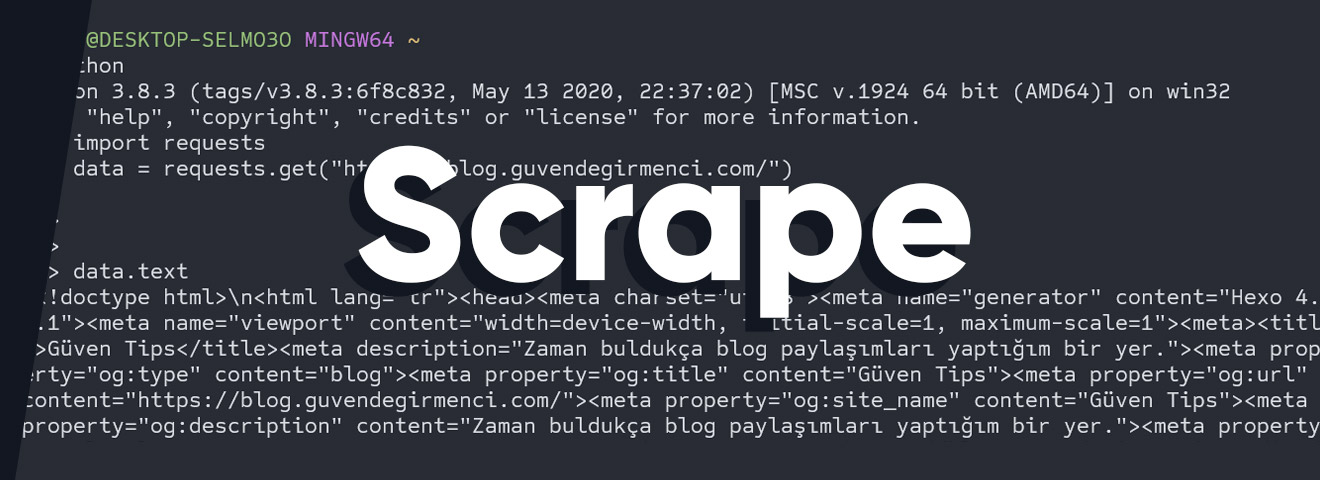 @DESKTOP-SELMO3O MINGW64 ~
thon
on 3.8.3 (tags/v3.8.3:6f8c832, May 13 2020, 22:37:02) [MSC v.1924 64 bit (AMD64)] on win32
"help", "copyright", "credits" or "license" for more information.
import requests
data = requests.get("ht blog.guvendegirmenci.com/")
Scrape
>
> data.text
!doctype html>\n<html lang="tr"><head><meta charset="ut 8"><meta name="generator" content="Hexo 4.
.1"><meta name="viewport" content="width=device-width, itial-scale=1, maximum-scale=1"><meta><titl
>Güven Tips</title><meta description="Zaman buldukça blog paylaşımları yaptığım bir yer."><meta prop
erty="og:type" content="blog"><meta property="og:title" content="Güven Tips"><meta property="og:url"
content="https://blog.guvendegirmenci.com/"><meta property="og:site_name" content="Güven Tips"><meta
property="og:description" content="Zaman buldukça blog paylaşımları yaptığım bir yer."><meta property